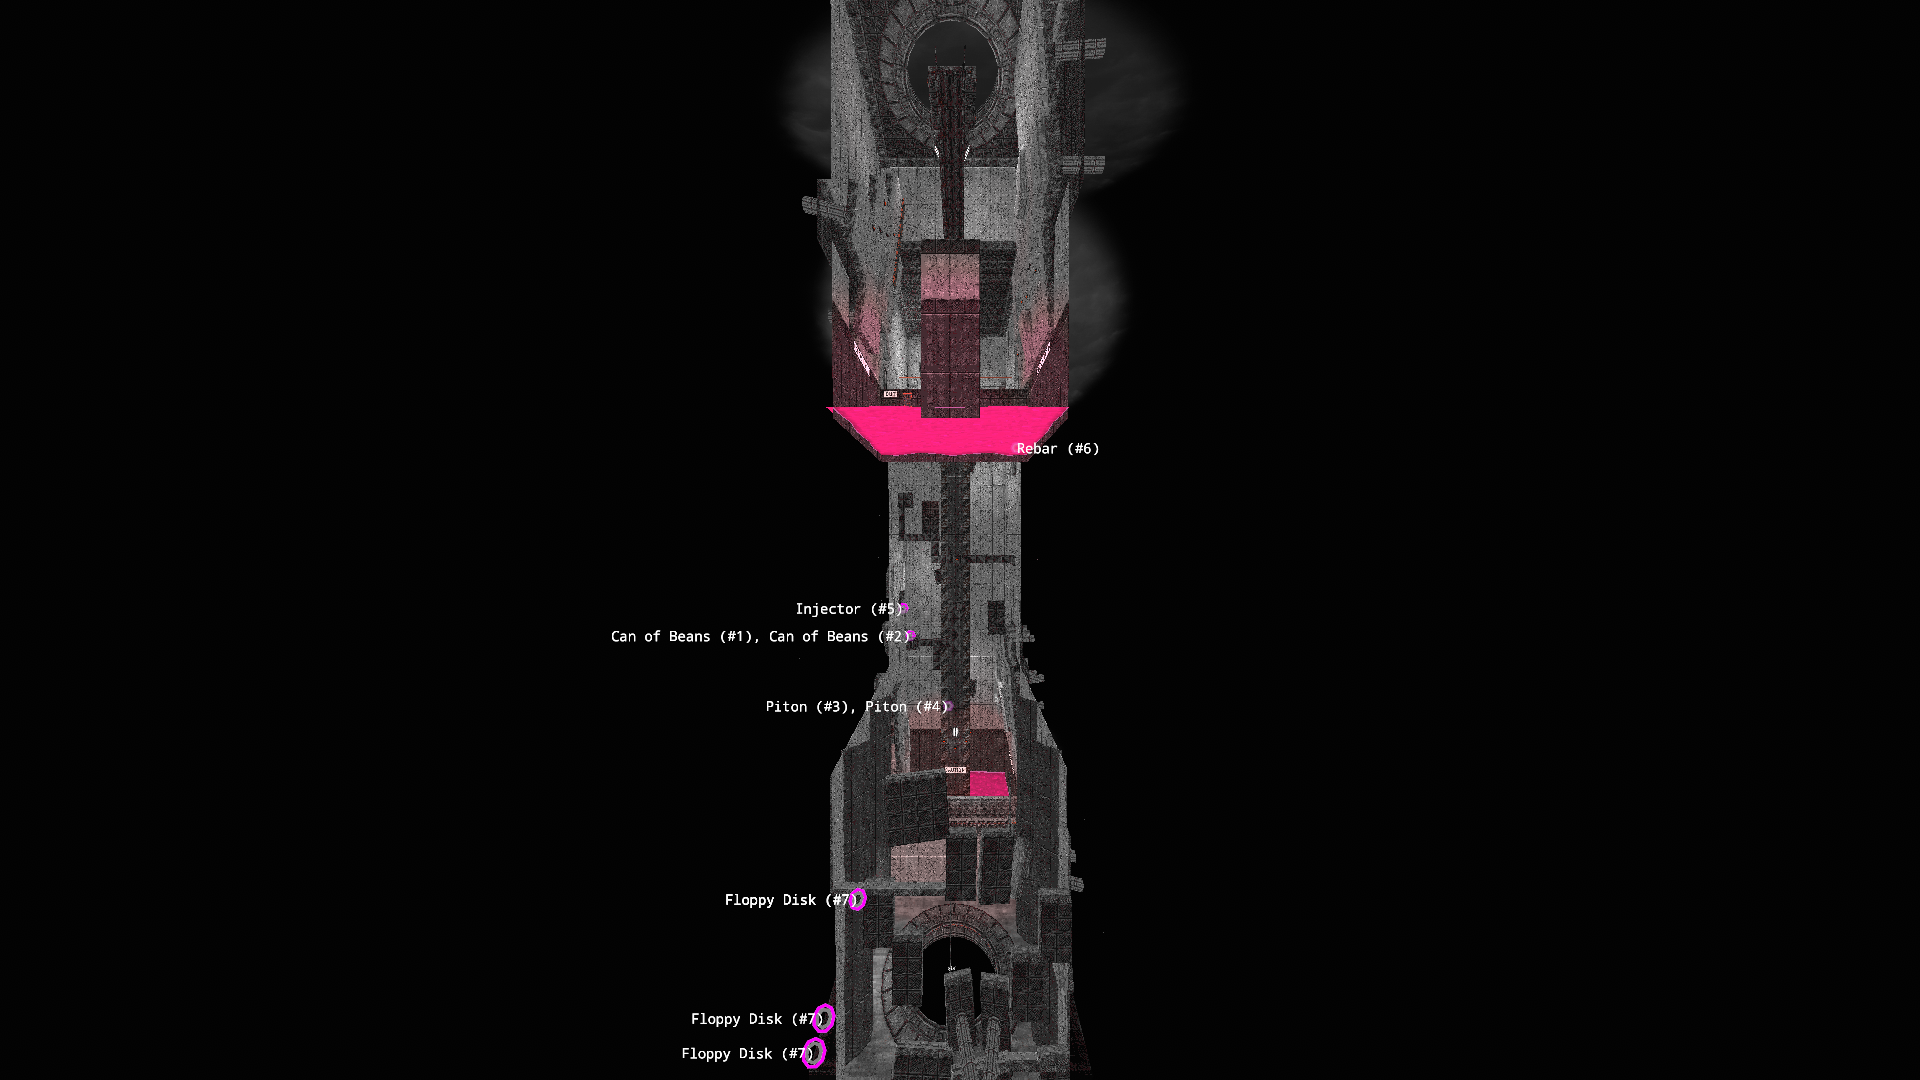 Rebar (#6)
Injector (#5)
Can of Beans (#1), Can of Beans (#2)
Piton (#3), Piton (#4)
Floppy Disk (#7)
Floppy Disk (#7)
Floppy Disk (#7)